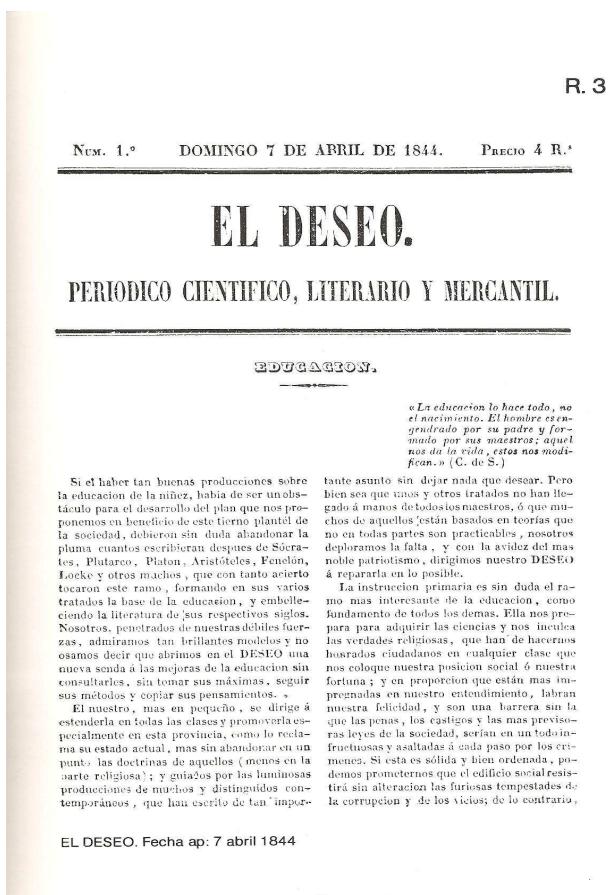 R. 3
Num. 1.º DOMINGO 7 DE ABRIL DE 1844. Precio 4 R.s
EL DESEO.
PERIODICO CIENTIFICO, LITERARIO Y MERCANTIL.
EDUCACION.
«La educacion lo hace todo, no
el nacimiento. El hombre es en-
gendrado por su padre y for-
mado por sus maestros; aquel
nos da la vida, estos nos modi-
fican.» (C. de S.)
Si el haber tan buenas producciones sobre
la educacion de la niñez, habia de ser un obs-
táculo para el desarrollo del plan que nos pro-
ponemos en beneficio de este tierno plantél de
la sociedad, debieron sin duda abandonar la
pluma cuantos escribieran despues de Sócra-
tes, Plutarco, Platon, Aristóteles, Fenelón,
Locke y otros muchos, que con tanto acierto
tocaron este ramo, formando en sus varios
tratados la base de la educasion, y embelle-
ciendo la literatura de sus respectivos siglos.
Nosotros, penetrados de nuestras débiles fuer-
zas, admiramos tan brillantes modelos y no
osamos decir que abrimos en el DESEO una
nueva senda á las mejoras de la educacion sin
consultarles, sin tomar sus máximas, seguir
sus métodos y copiar sus pensamientos.
El nuestro, mas en pequeño, se dirige á
estenderla en todas las clases y promoverla es-
pecialmente en esta provincia, como lo recla-
ma su estado actual, mas sin abandonar en un
punto las doctrinas de aquellos (menos en la
parte religiosa); y guiados por las luminosas
producciones de muchos y distinguidos con-
temporáneos, que han escrito de tan impor-
tante asunto sin dejar nada que desear. Pero
bien sea que unos y otros tratados no han lle-
gado á manos de todos los maestros, ó que mu-
chos de aquellos están basados en teorías que
no en todas partes son practicables, nosotros
deploramos la falta, y con la avidez del mas
noble patriotismo, dirigimos nuestro DESEO
á repararla en lo posible.
La instruccion primaria es sin duda el ra-
mo mas interesante de la educacion, como
fundamento de todos los demas. Ella nos pre-
para para adquirir las ciencias y nos inculca
las verdades religiosas, que han de hacernos
honrados ciudadanos en cualquier clase que
nos coloque nuestra posicion social ó nuestra
fortuna; y en proporcion que están mas im-
pregnadas en nuestro entendimiento, labran
nuestra felicidad, y son una barrera sin la
que las penas, los castigos y las mas previso-
ras leyes de la sociedad, serían en un todo in-
fructuosas y asaltadas á cada paso por los crí-
menes. Si esta es sólida y bien ordenada, po-
demos prometernos que el edificio social resis-
tirá sin alteracion las furiosas tempestades de
la corrupcion y de los vicios; de lo contrario,
EL DESEO. Fecha ap: 7 abril 1844